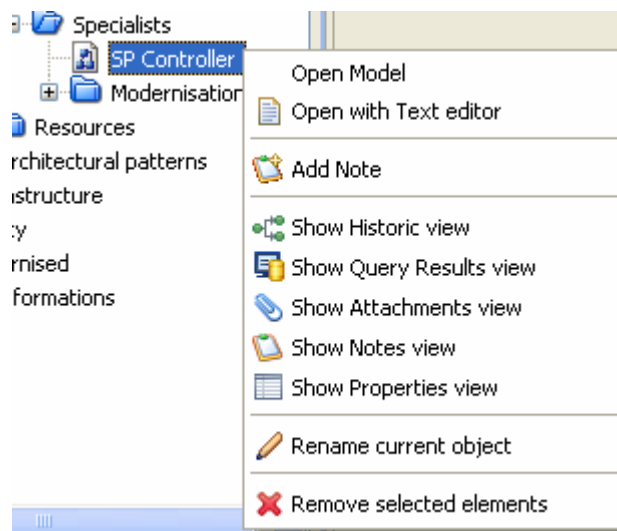 Specialists
SP Controller
Modernisation
Resources
rchitectural patterns
astructure
ty
rnised
formations
Open Model
Open with Text editor
Add Note
Show Historic view
Show Query Results view
Show Attachments view
Show Notes view
Show Properties view
Rename current object
Remove selected elements